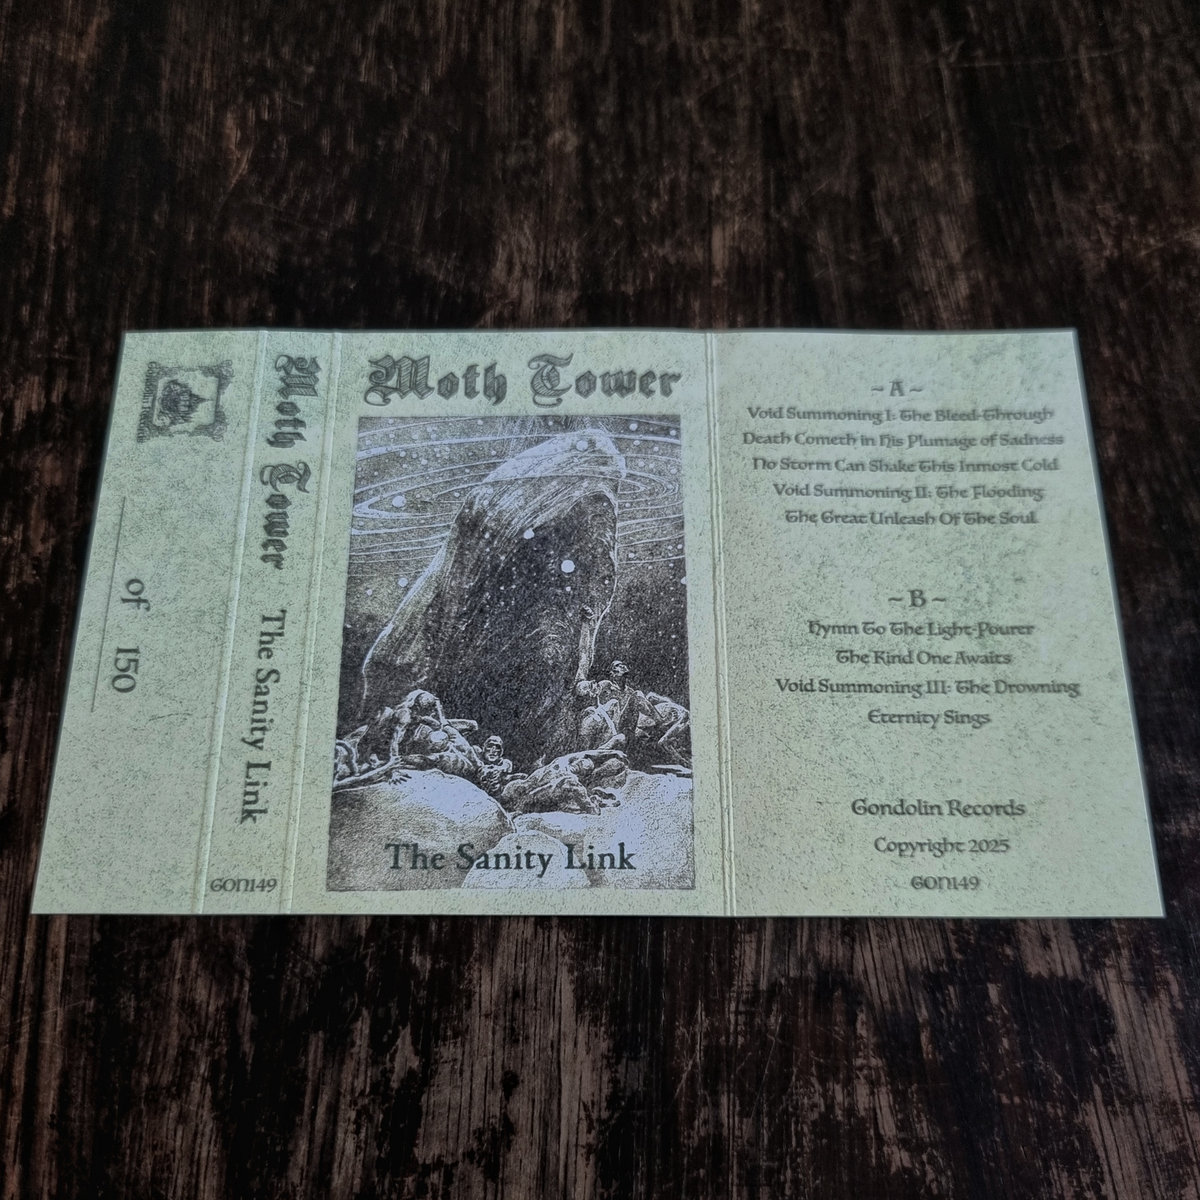 of 150
Moth Tower The Sanity Link
GON149
Moth Tower
The Sanity Link
~ A ~
Void Summoning I: The Bleed-Through
Death Cometh in His Plumage of Sadness
No Storm Can Shake This Inmost Cold
Void Summoning II: The Flooding
The Great Unleash Of The Soul
~ B ~
Hymn To The Light-Pourer
The Kind One Awaits
Void Summoning III: The Drowning
Eternity Sings
Gondolin Records
Copyright 2025
GON149